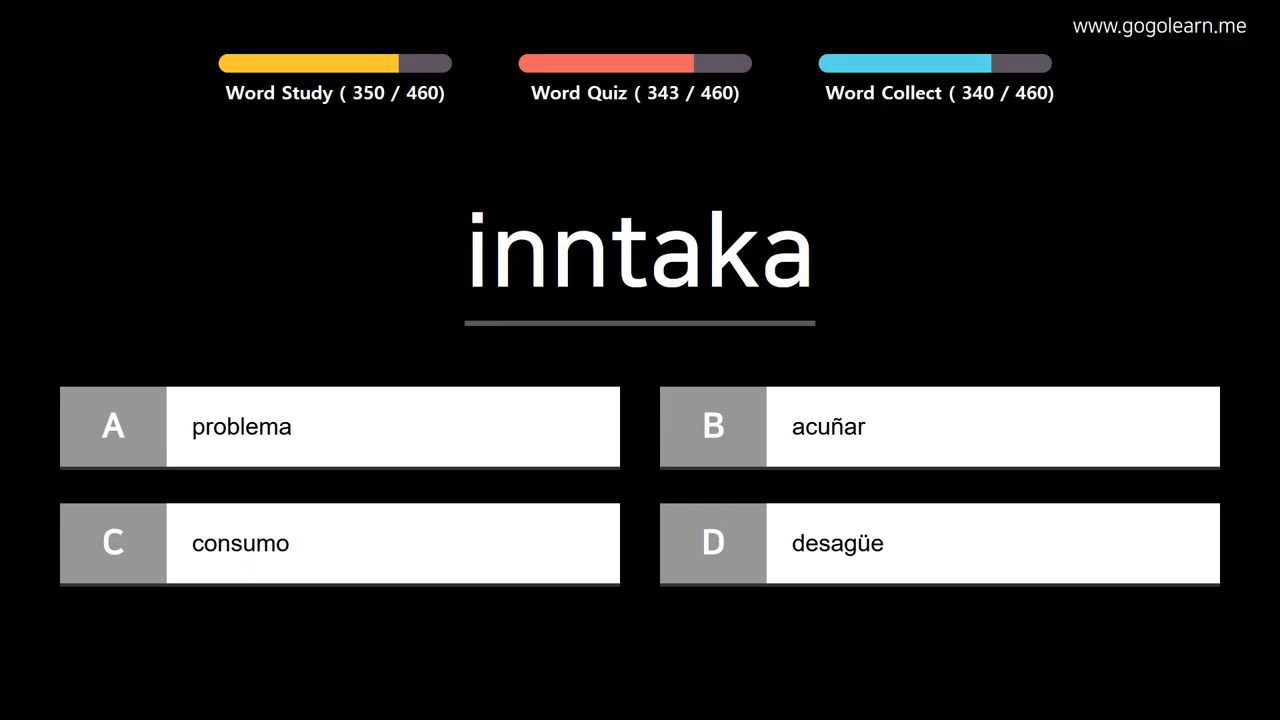 www.gogolearn.me
Word Study ( 350 / 460)
Word Quiz ( 343 / 460)
Word Collect ( 340 / 460)
inntaka
A problema
B acuñar
C consumo
D desagüe